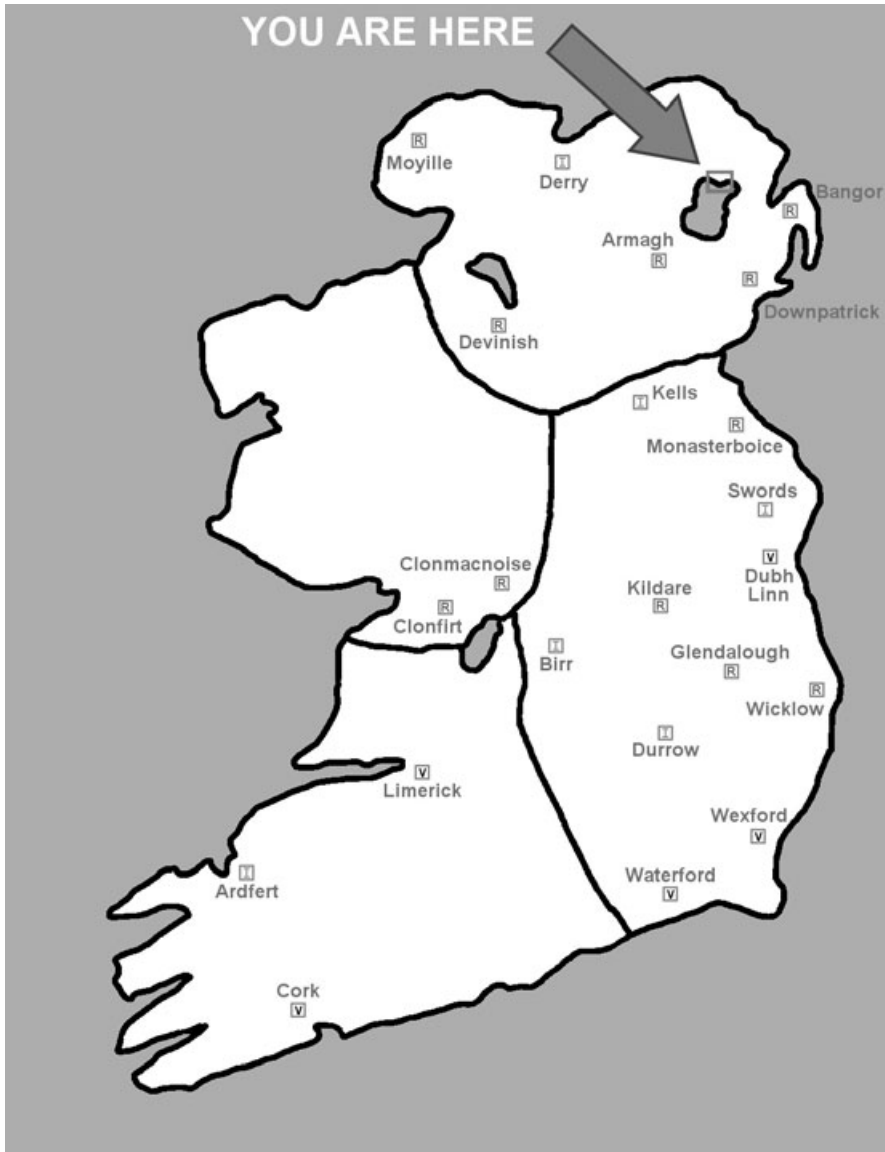 YOU ARE HERE
R
Moyille
I
Derry
Bangor
R
Armagh
R
R
Downpatrick
R
Devinish
I
Kells
R
Monasterboice
Swords
I
Clonmacnoise
R
V
Dubh
Linn
Kildare
R
R
Clonfirt
I
Birr
Glendalough
R
R
Wicklow
I
Durrow
V
Limerick
Wexford
V
I
Ardfert
Waterford
V
Cork
V